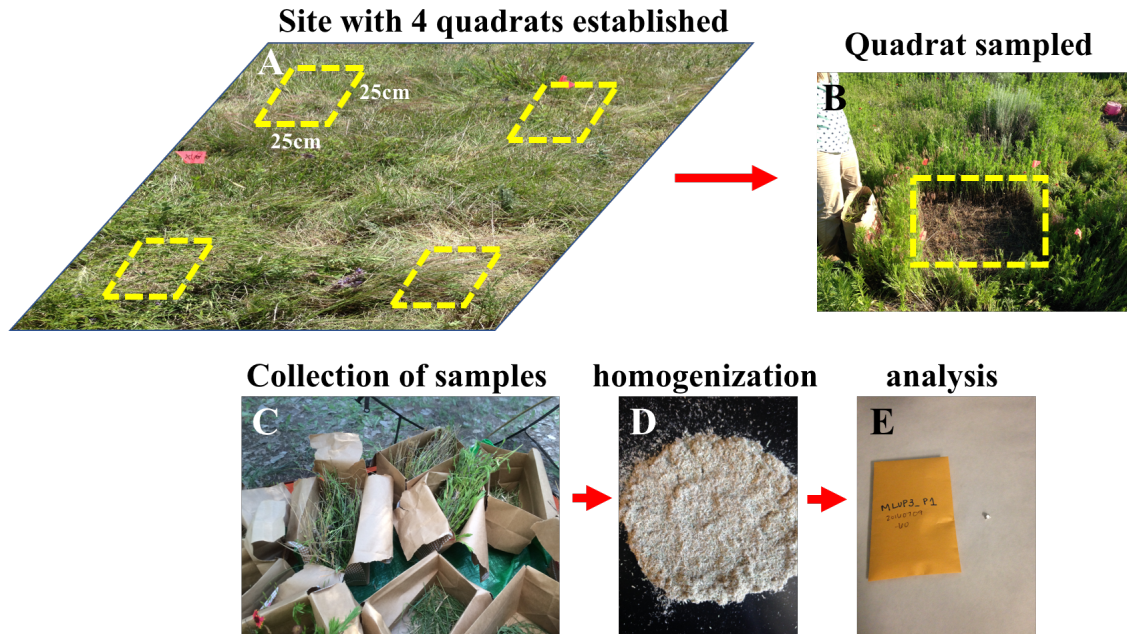 Site with 4 quadrats established
A
25cm
25cm
Quadrat sampled
B
Collection of samples
C
homogenization
D
analysis
E
MLUP3_P1